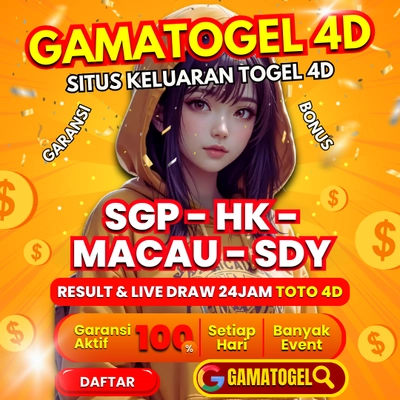 GAMATOGEL 4D
SITUS KELUARAN TOGEL 4D
GARANSI
BONUS
SGP - HK -
MACAU - SDY
RESULT & LIVE DRAW 24JAM TOTO 4D
Garansi Aktif
100%
Setiap Hari
Banyak Event
DAFTAR
G GAMATOGEL